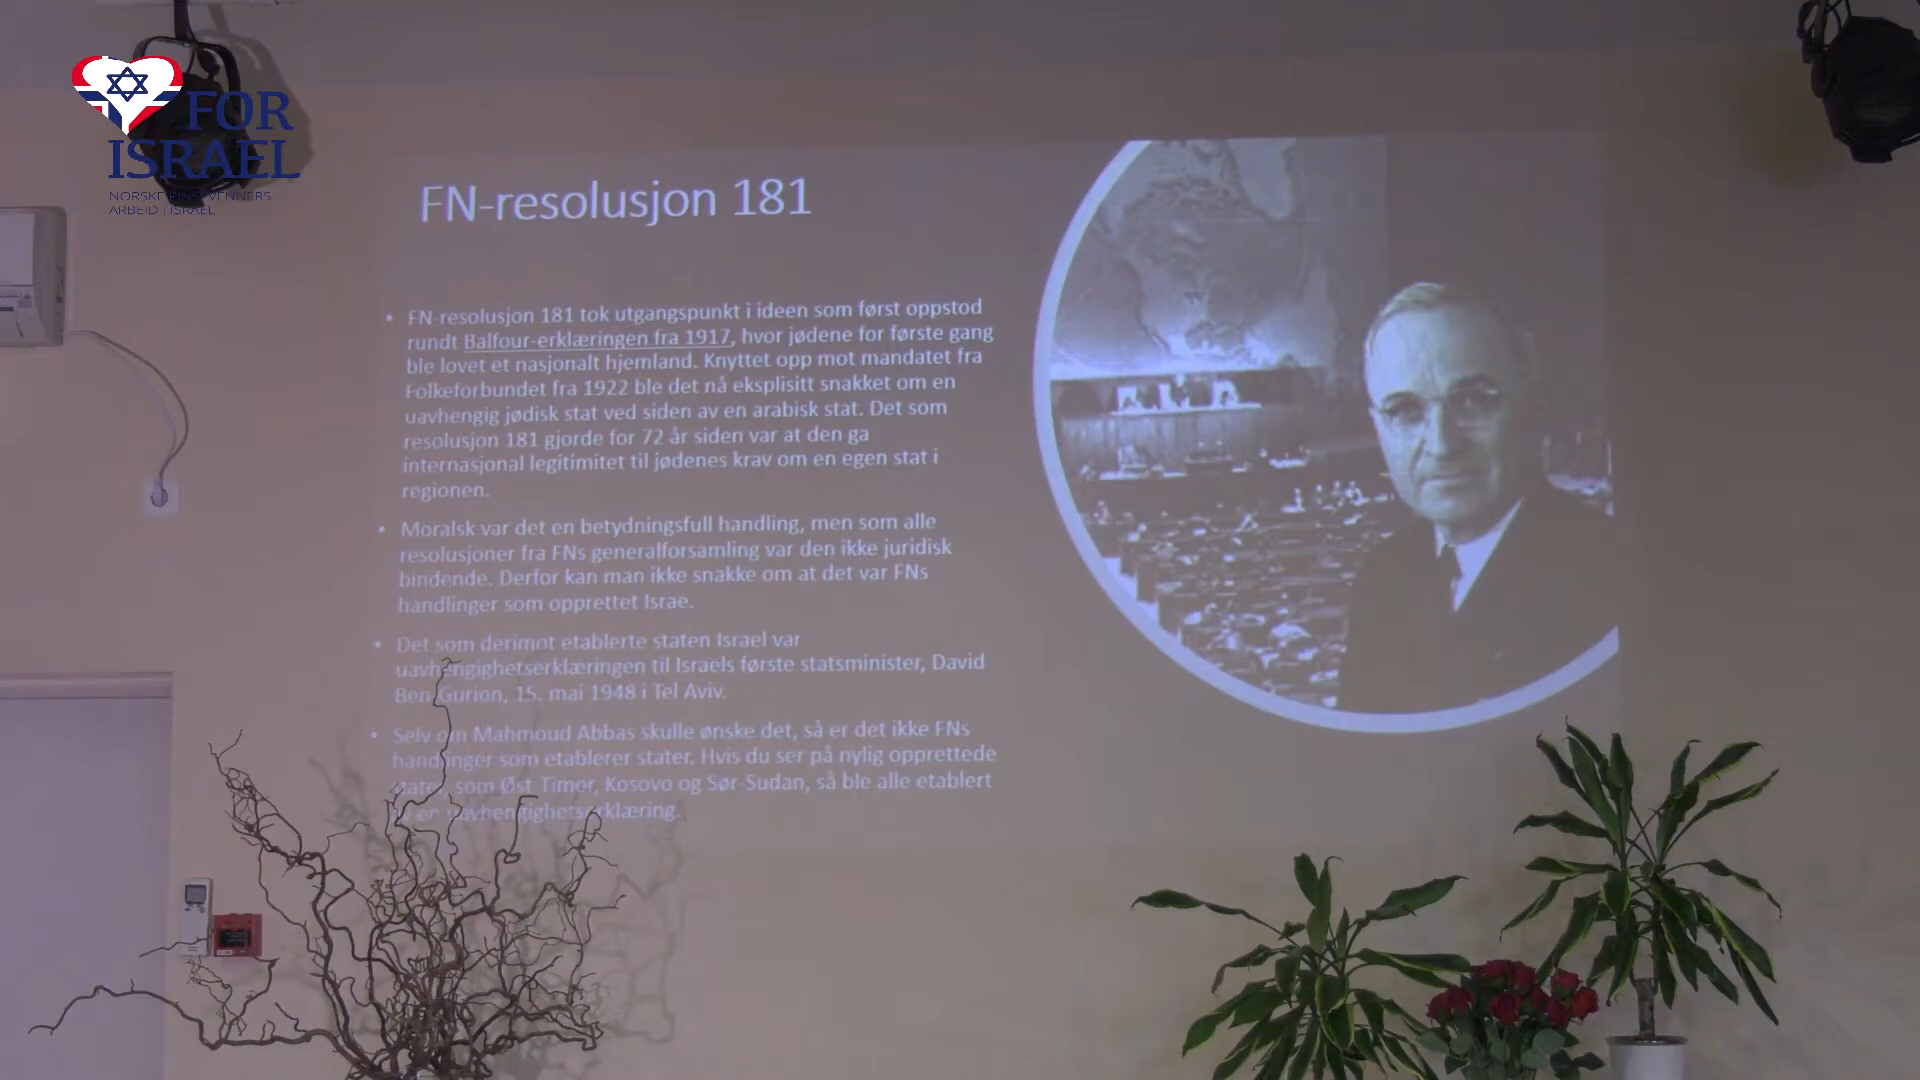 FOR
ISRAEL
NORSKE PINSEVENNERS
ARBEID I ISRAEL
FN-resolusjon 181
• FN-resolusjon 181 tok utgangspunkt i ideen som først oppstod
rundt Balfour-erklæringen fra 1917, hvor jødene for første gang
ble lovet et nasjonalt hjemland. Knyttet opp mot mandatet fra
Folkeforbundet fra 1922 ble det nå eksplisitt snakket om en
uavhengig jødisk stat ved siden av en arabisk stat. Det som
resolusjon 181 gjorde for 72 år siden var at den ga
internasjonal legitimitet til jødenes krav om en egen stat i
regionen.
• Moralsk var det en betydningsfull handling, men som alle
resolusjoner fra FNs generalforsamling var den ikke juridisk
bindende. Derfor kan man ikke snakke om at det var FNs
handlinger som opprettet Israe.
• Det som derimot etablerte staten Israel var
uavhengighetserklæringen til Israels første statsminister, David
Ben-Gurion, 15. mai 1948 i Tel Aviv.
• Selv om Mahmoud Abbas skulle ønske det, så er det ikke FNs
handlinger som etablerer stater. Hvis du ser på nylig opprettede
stater, som Øst-Timor, Kosovo og Sør-Sudan, så ble alle etablert
av en uavhengighetserklæring.